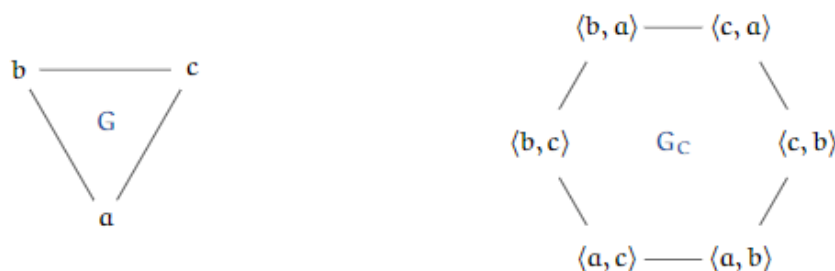 b c
G
a
⟨b, a⟩ ⟨c, a⟩
⟨b, c⟩ G_C ⟨c, b⟩
⟨a, c⟩ ⟨a, b⟩